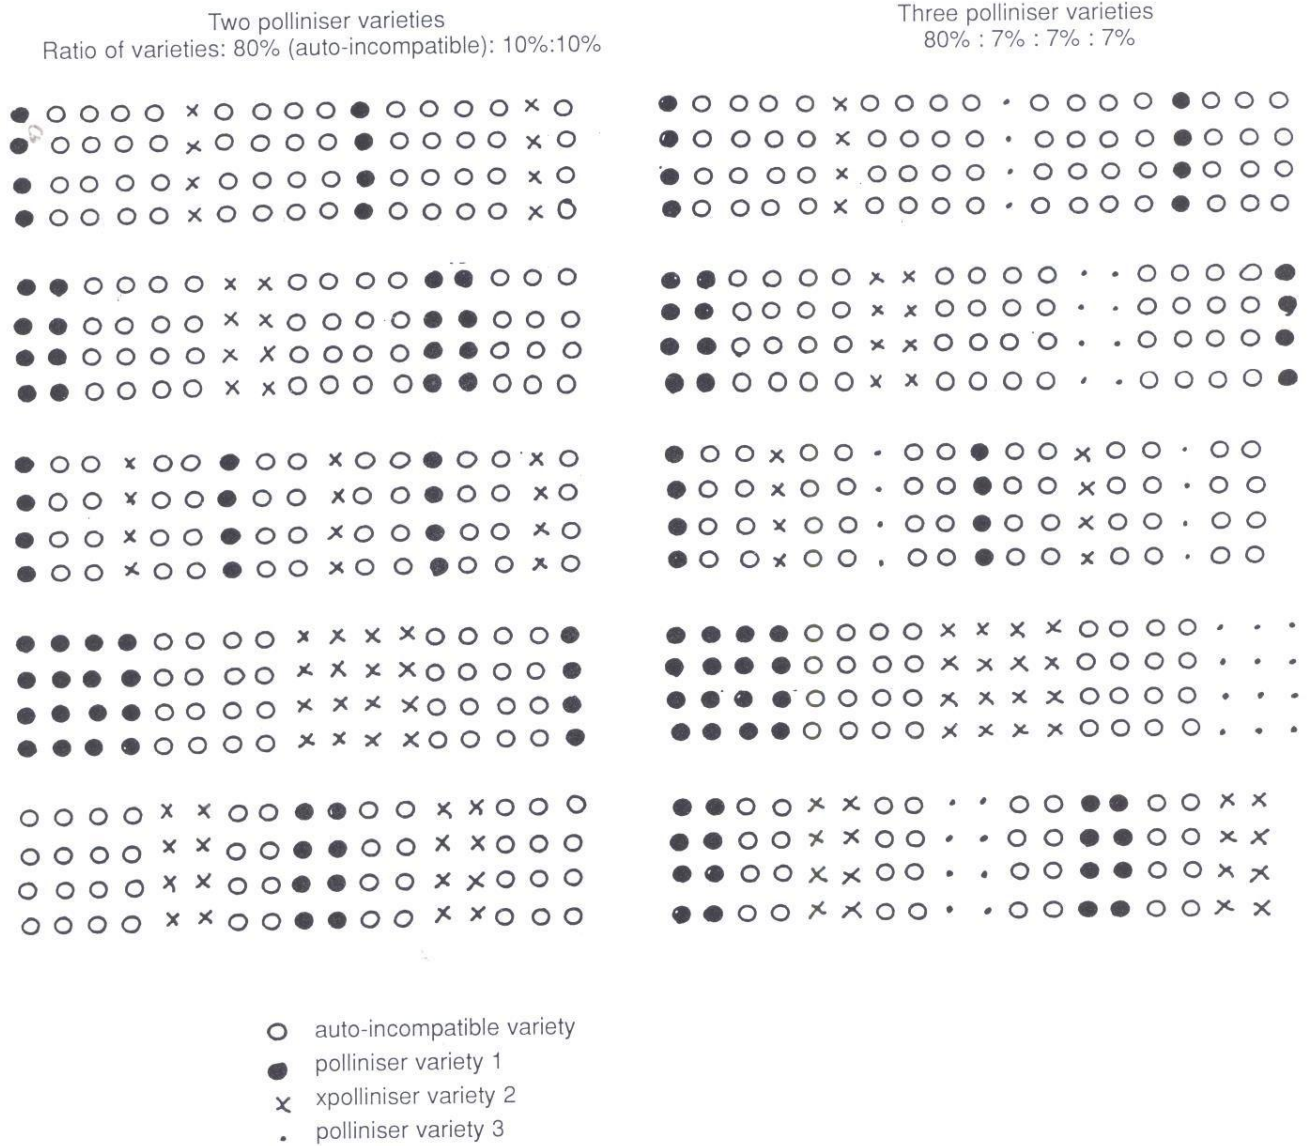 Two polliniser varieties
Ratio of varieties: 80% (auto-incompatible): 10%:10%
Three polliniser varieties
80% : 7% : 7% : 7%
auto-incompatible variety
polliniser variety 1
xpolliniser variety 2
polliniser variety 3